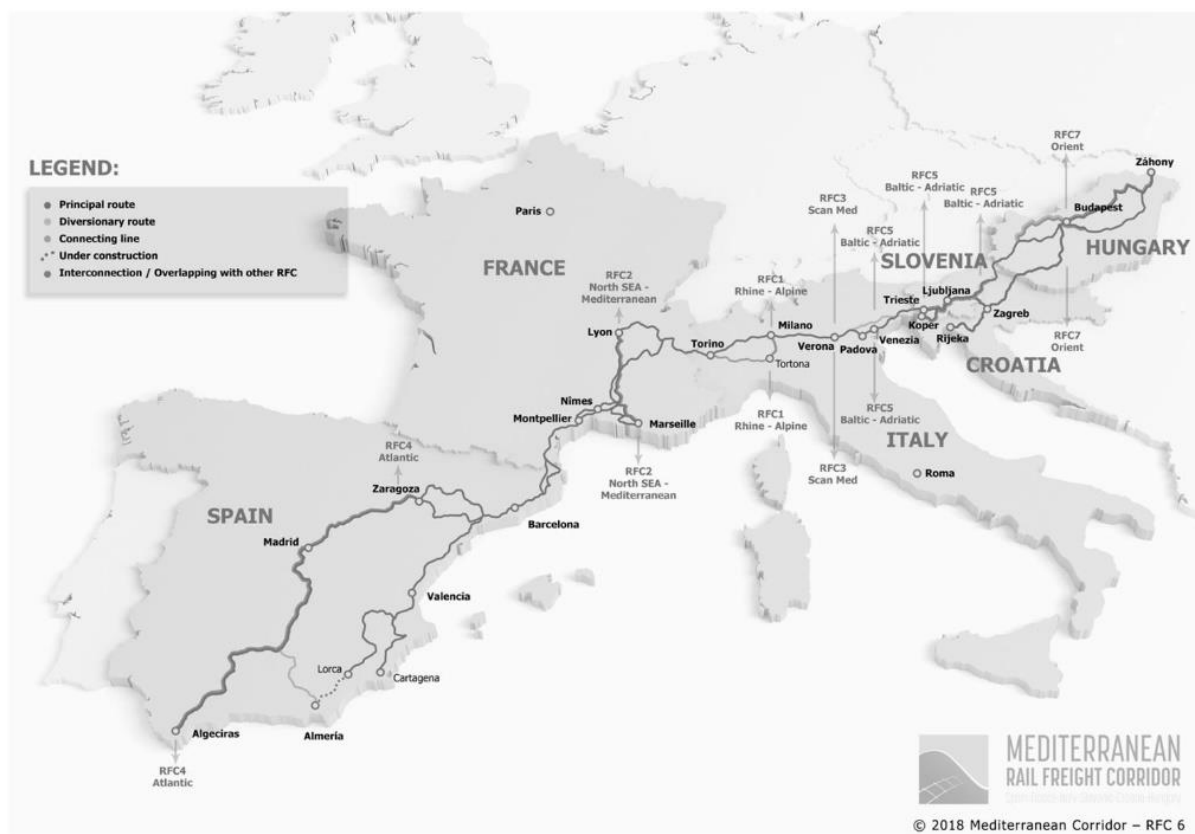 LEGEND:
Principal route
Diversionary route
Connecting line
Under construction
Interconnection / Overlapping with other RFC
Paris
FRANCE
SPAIN
ITALY
SLOVENIA
CROATIA
HUNGARY
RFC7
Orient
Záhony
Budapest
RFC5
Baltic - Adriatic
RFC5
Baltic - Adriatic
RFC3
Scan Med
RFC5
Baltic - Adriatic
RFC2
North SEA -
Mediterranean
RFC1
Rhine - Alpine
Ljubljana
Trieste
Koper
Zagreb
Rijeka
RFC7
Orient
Lyon
Torino
Milano
Verona
Padova
Venezia
Tortona
Nîmes
Montpellier
Marseille
RFC1
Rhine - Alpine
RFC5
Baltic - Adriatic
RFC3
Scan Med
RFC2
North SEA -
Mediterranean
Roma
RFC4
Atlantic
Zaragoza
Barcelona
Madrid
Valencia
Lorca
Cartagena
Algeciras
Almería
RFC4
Atlantic
MEDITERRANEAN
RAIL FREIGHT CORRIDOR
© 2018 Mediterranean Corridor – RFC 6